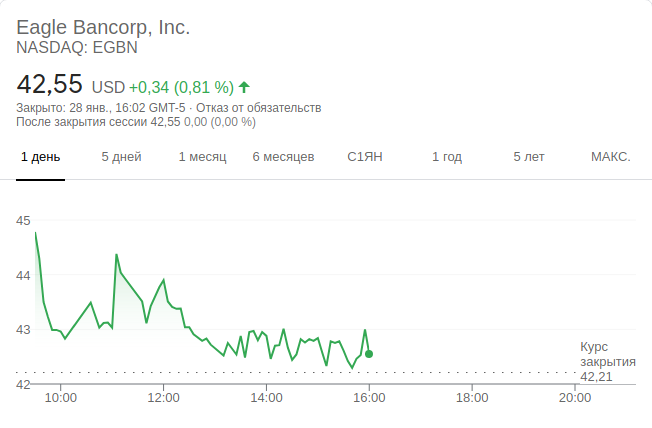 Eagle Bancorp, Inc.
NASDAQ: EGBN
42,55 USD +0,34 (0,81 %)
Закрыто: 28 янв., 16:02 GMT-5 · Отказ от обязательств
После закрытия сессии 42,55 0,00 (0,00 %)
1 день 5 дней 1 месяц 6 месяцев С1ЯН 1 год 5 лет МАКС.
45
44
43
Курс
закрытия
42,21
42
10:00 12:00 14:00 16:00 18:00 20:00